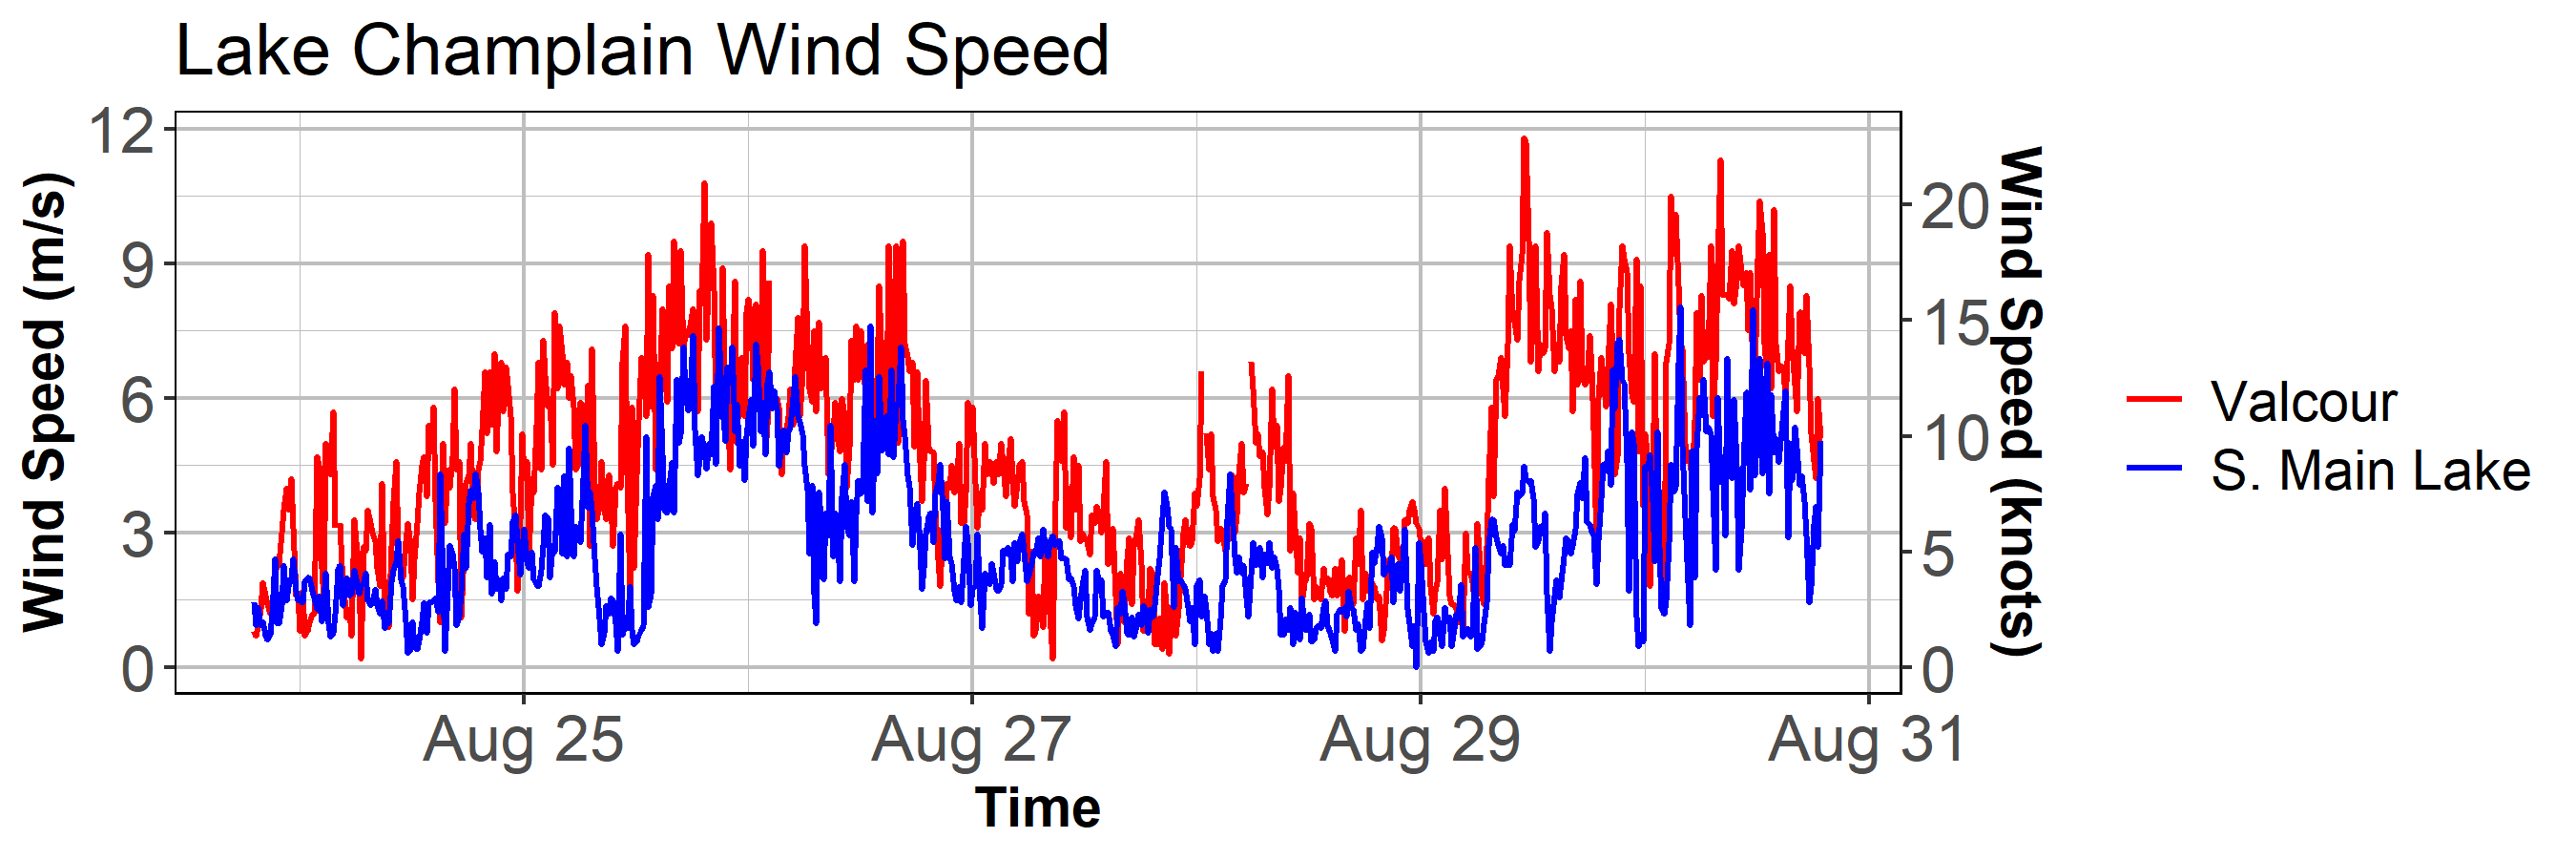 Lake Champlain Wind Speed
Wind Speed (m/s)
12
9
6
3
0
20
15
10
5
0
Wind Speed (knots)
Aug 25
Aug 27
Aug 29
Aug 31
Time
Valcour
S. Main Lake